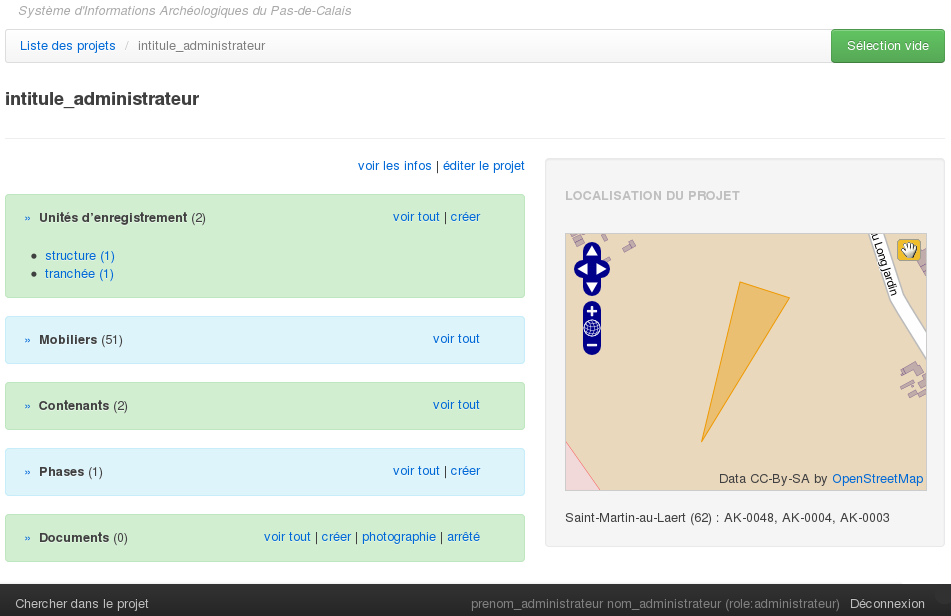 Système d'Informations Archéologiques du Pas-de-Calais
Liste des projets / intitule_administrateur
Sélection vide
intitule_administrateur
voir les infos | éditer le projet
» Unités d'enregistrement (2) voir tout | créer
• structure (1)
• tranchée (1)
» Mobiliers (51) voir tout
» Contenants (2) voir tout
» Phases (1) voir tout | créer
» Documents (0) voir tout | créer | photographie | arrêté
LOCALISATION DU PROJET
u Long Jardin
Data CC-By-SA by OpenStreetMap
Saint-Martin-au-Laert (62) : AK-0048, AK-0004, AK-0003
Chercher dans le projet
prenom_administrateur nom_administrateur (role:administrateur) Déconnexion